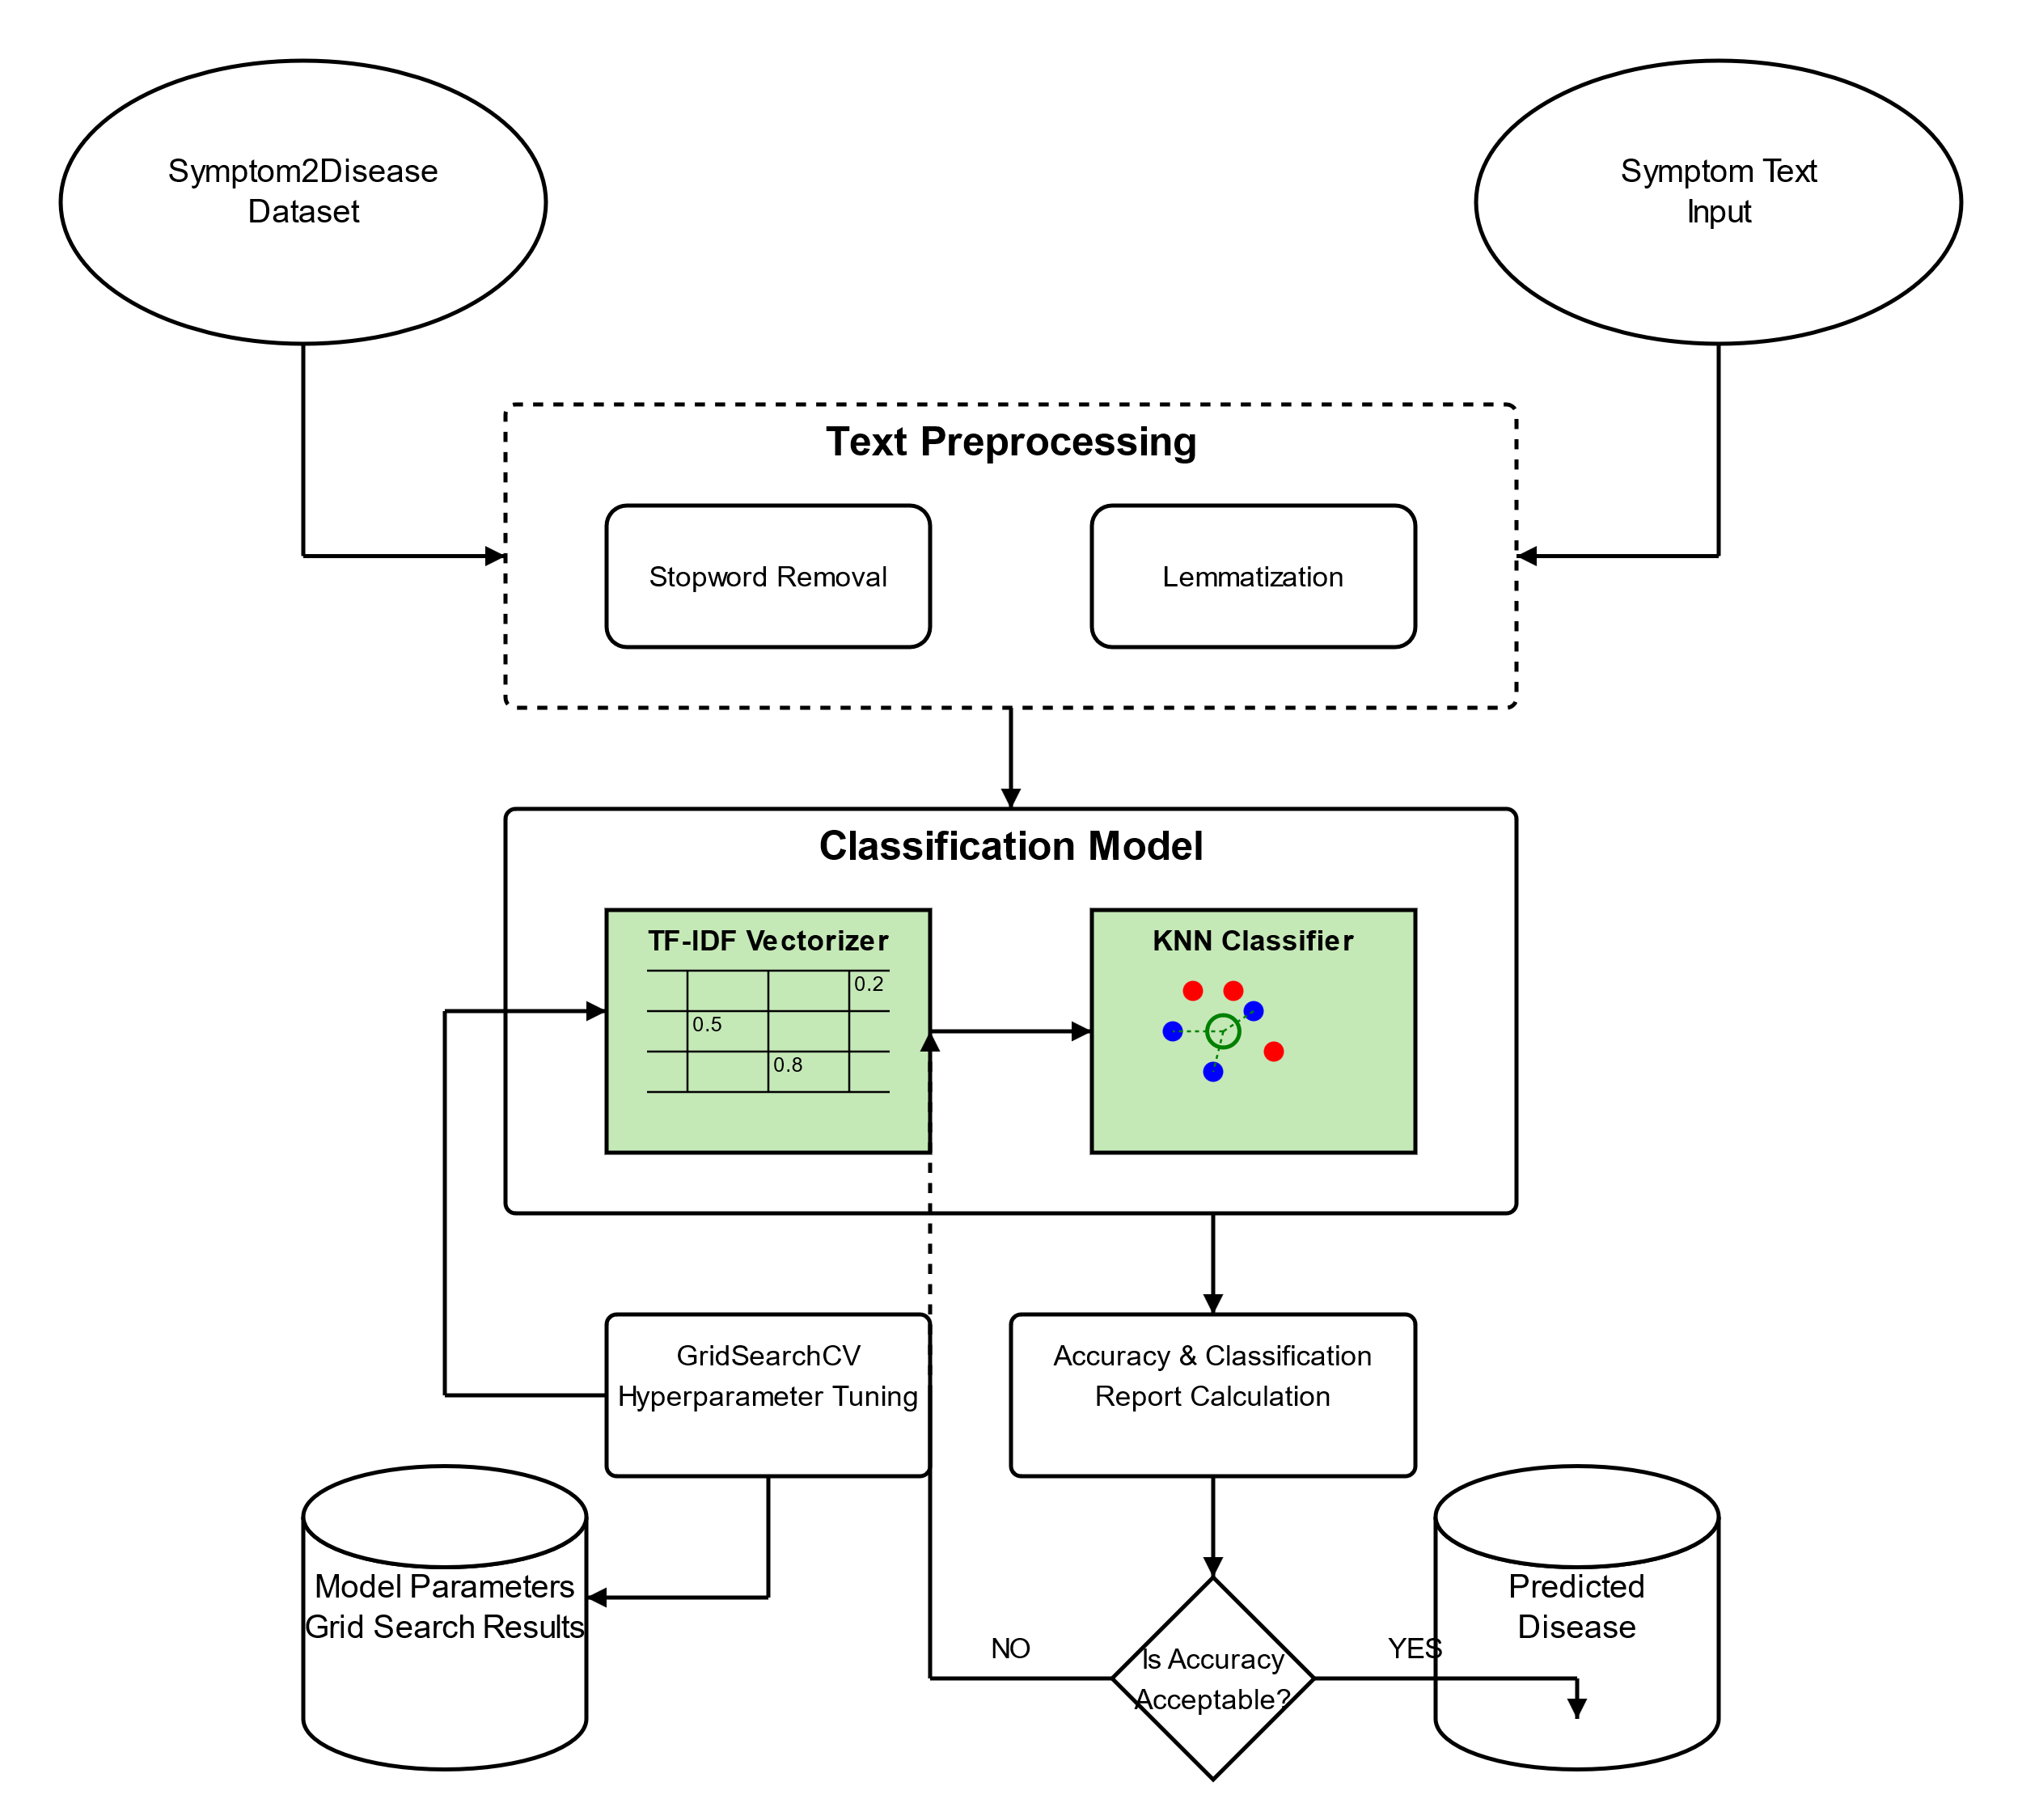 Symptom2Disease
Dataset
Symptom Text
Input
Text Preprocessing
Stopword Removal
Lemmatization
Classification Model
TF-IDF Vectorizer
0.2
0.5
0.8
KNN Classifier
GridSearchCV
Hyperparameter Tuning
Accuracy & Classification
Report Calculation
Model Parameters
Grid Search Results
NO
Is Accuracy
Acceptable?
YES
Predicted
Disease